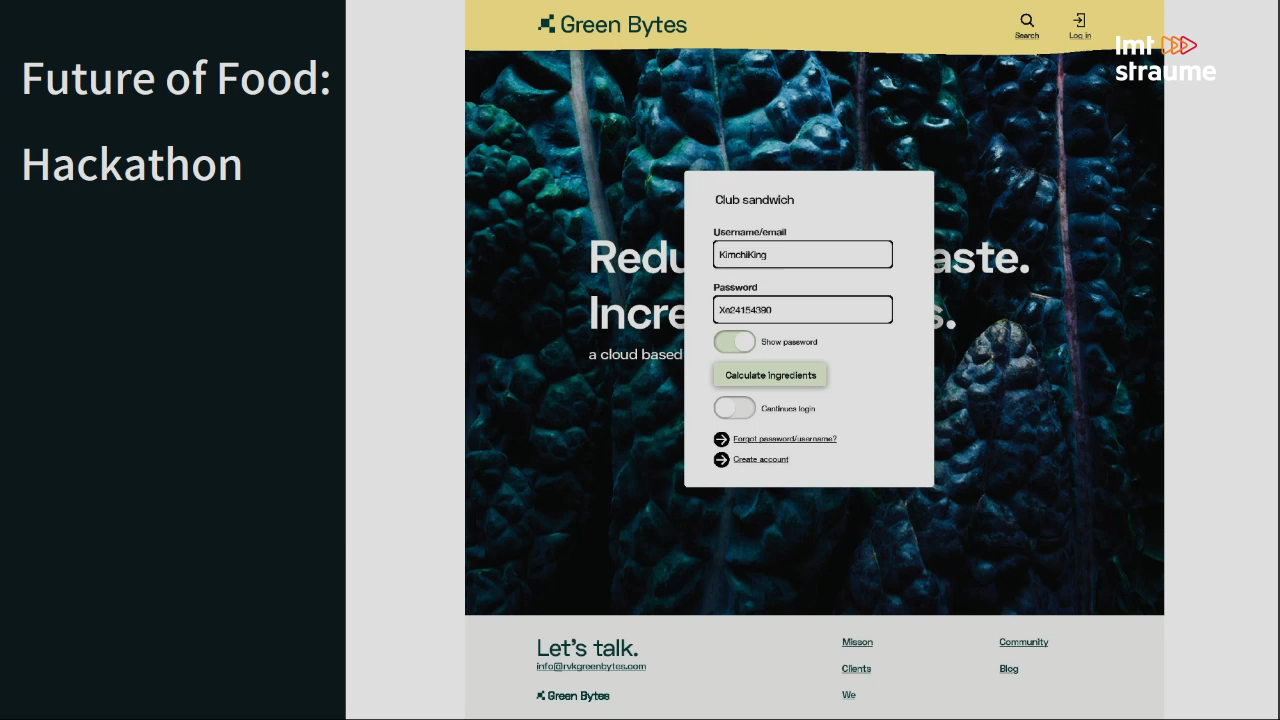 Future of Food:
Hackathon
Green Bytes
Search
Log in
lmt
straume
Club sandwich
Username/email
KimchiKing
Password
Xe24154390
Show password
Calculate ingredients
Cantinues login
Forgot password/username?
Create account
Redu
aste.
Incre
s.
a cloud based
Let's talk.
info@rvkgreenbytes.com
Green Bytes
Misson
Clients
We
Community
Blog